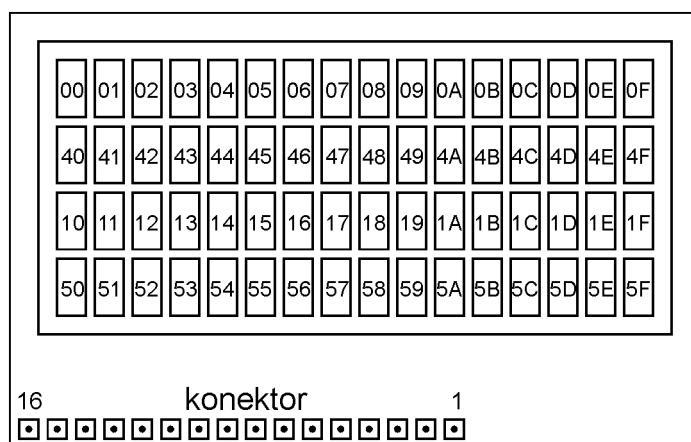 00 01 02 03 04 05 06 07 08 09 0A 0B 0C 0D 0E 0F
40 41 42 43 44 45 46 47 48 49 4A 4B 4C 4D 4E 4F
10 11 12 13 14 15 16 17 18 19 1A 1B 1C 1D 1E 1F
50 51 52 53 54 55 56 57 58 59 5A 5B 5C 5D 5E 5F
16 konektor 1